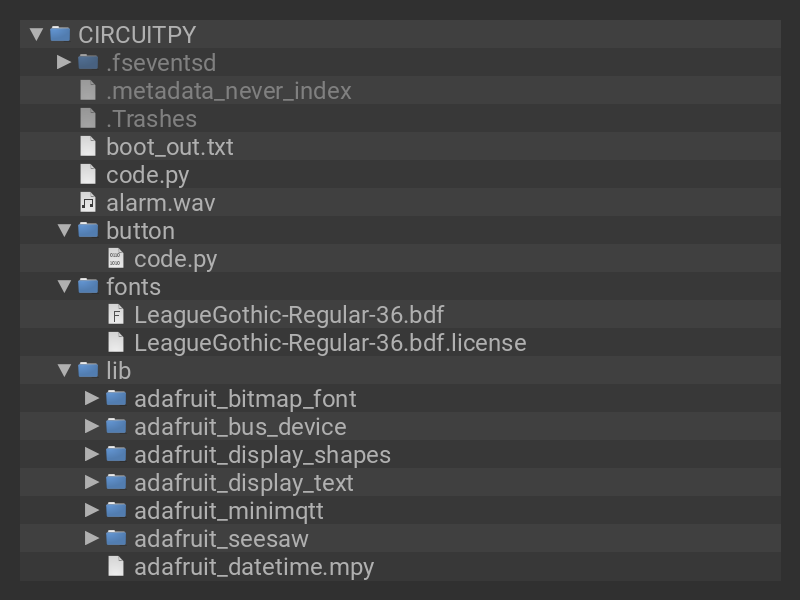 CIRCUITPY
.fseventsd
.metadata_never_index
.Trashes
boot_out.txt
code.py
alarm.wav
button
code.py
fonts
LeagueGothic-Regular-36.bdf
LeagueGothic-Regular-36.bdf.license
lib
adafruit_bitmap_font
adafruit_bus_device
adafruit_display_shapes
adafruit_display_text
adafruit_minimqtt
adafruit_seesaw
adafruit_datetime.mpy